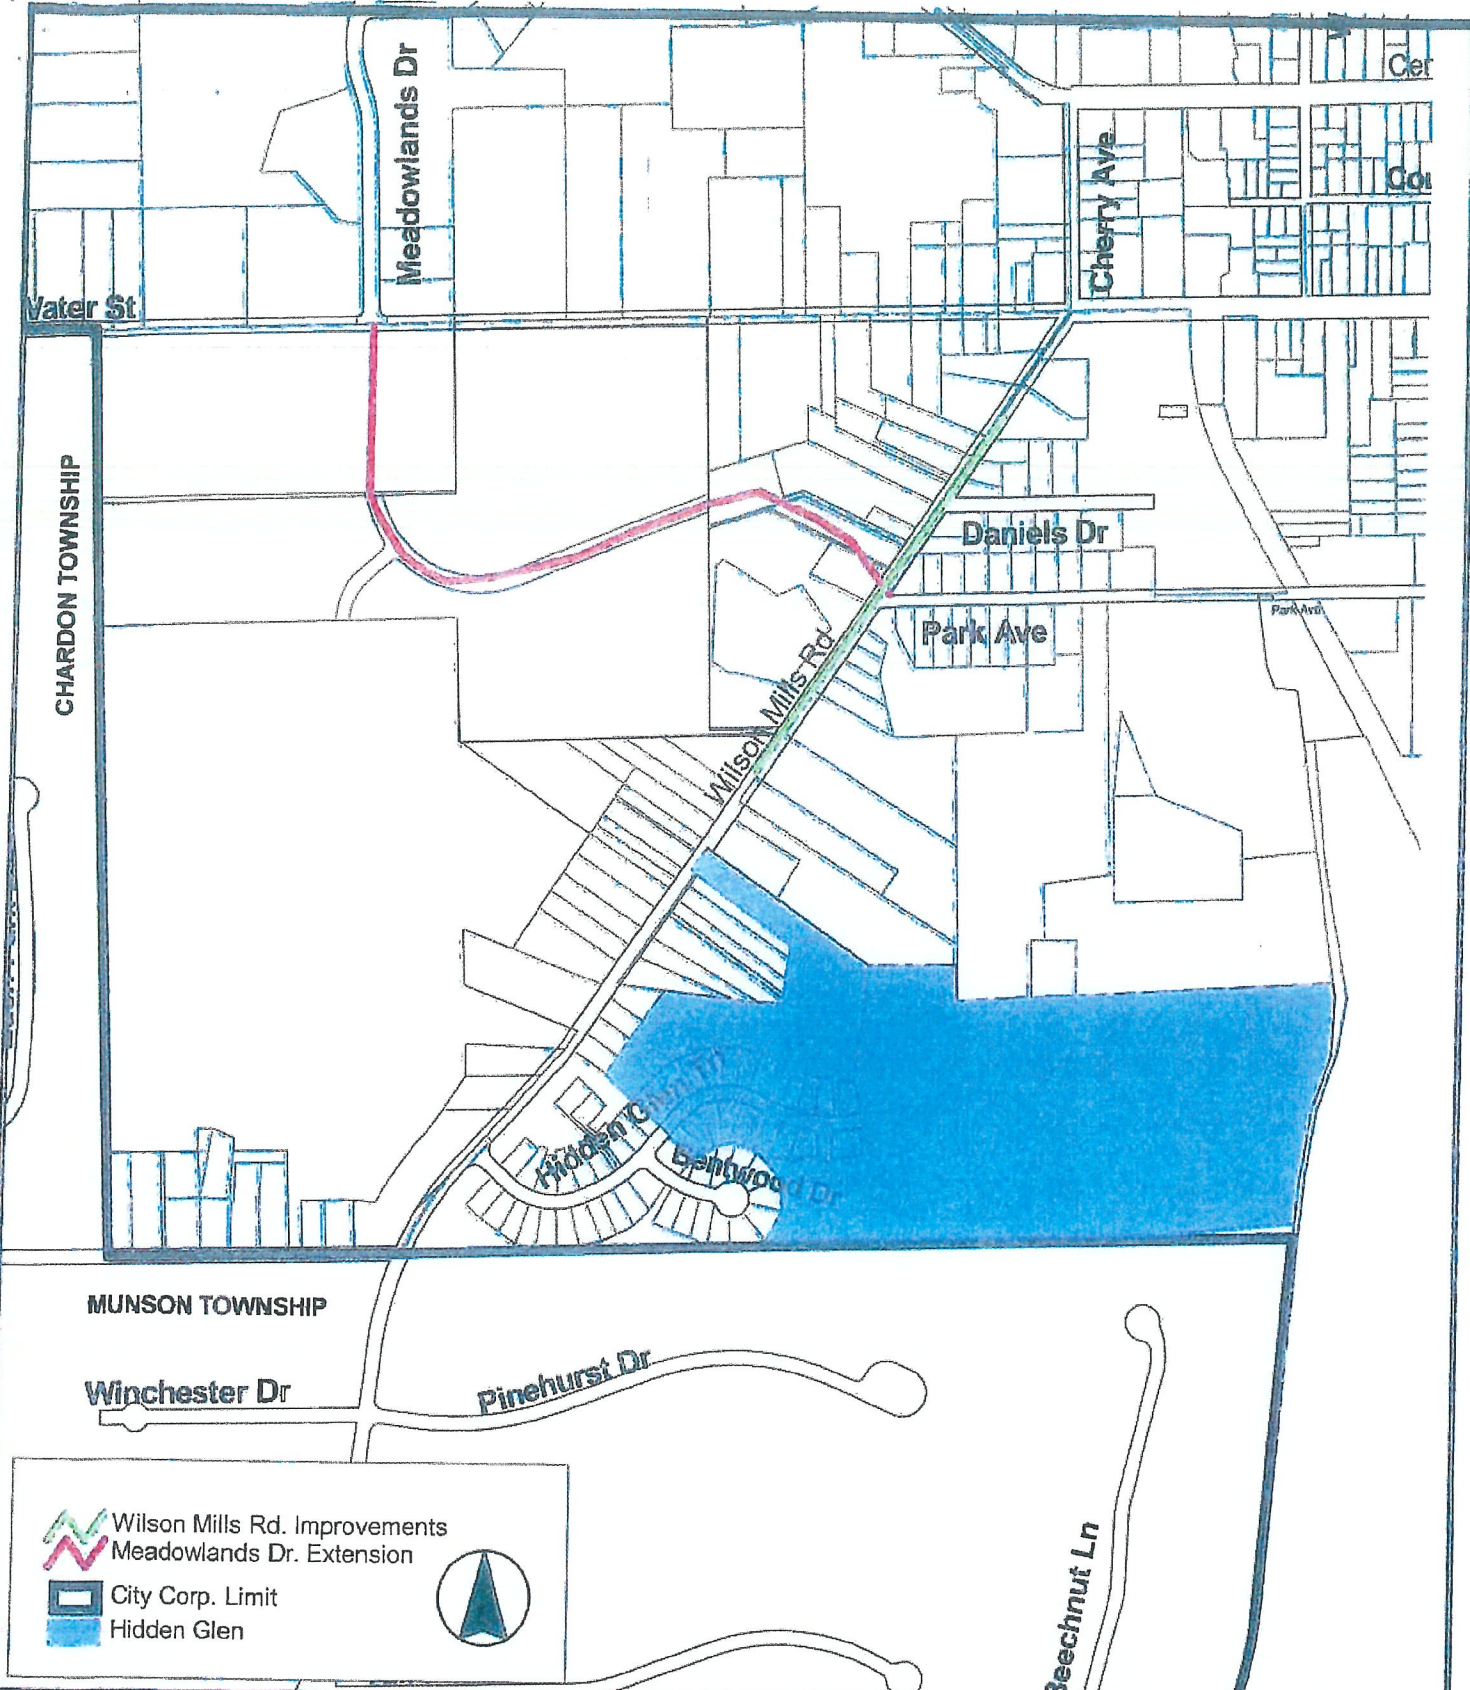 Meadowlands Dr
Cherry Ave
Cer
Cou
Vater St
CHARDON TOWNSHIP
Daniels Dr
Park Ave
Park Ave
Wilson Mills Rd
Hidden
Bentwood Dr
MUNSON TOWNSHIP
Winchester Dr
Pinehurst Dr
Beechnut Ln
Wilson Mills Rd. Improvements
Meadowlands Dr. Extension
City Corp. Limit
Hidden Glen